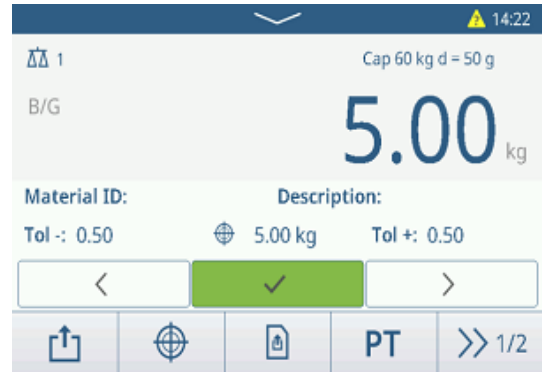 14:22
1
Cap 60 kg d = 50 g
B/G
5.00 kg
Material ID: Description:
Tol -: 0.50 5.00 kg Tol +: 0.50
PT 1/2